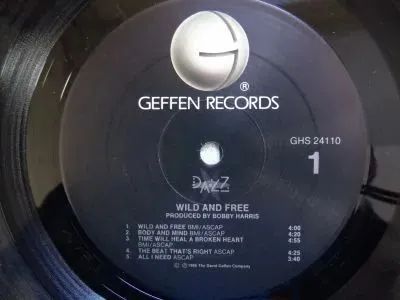 G
®
GEFFEN RECORDS
GHS 24110
1
DAZZ
WILD AND FREE
PRODUCED BY BOBBY HARRIS
1. WILD AND FREE BMI/ASCAP 4:00
2. BODY AND MIND BMI/ASCAP 4:20
3. TIME WILL HEAL A BROKEN HEART 4:55
BMI/ASCAP
4. THE BEAT THAT'S RIGHT ASCAP 4:25
5. ALL I NEED ASCAP 3:40
Ⓒ Ⓟ 1986 The David Geffen Company